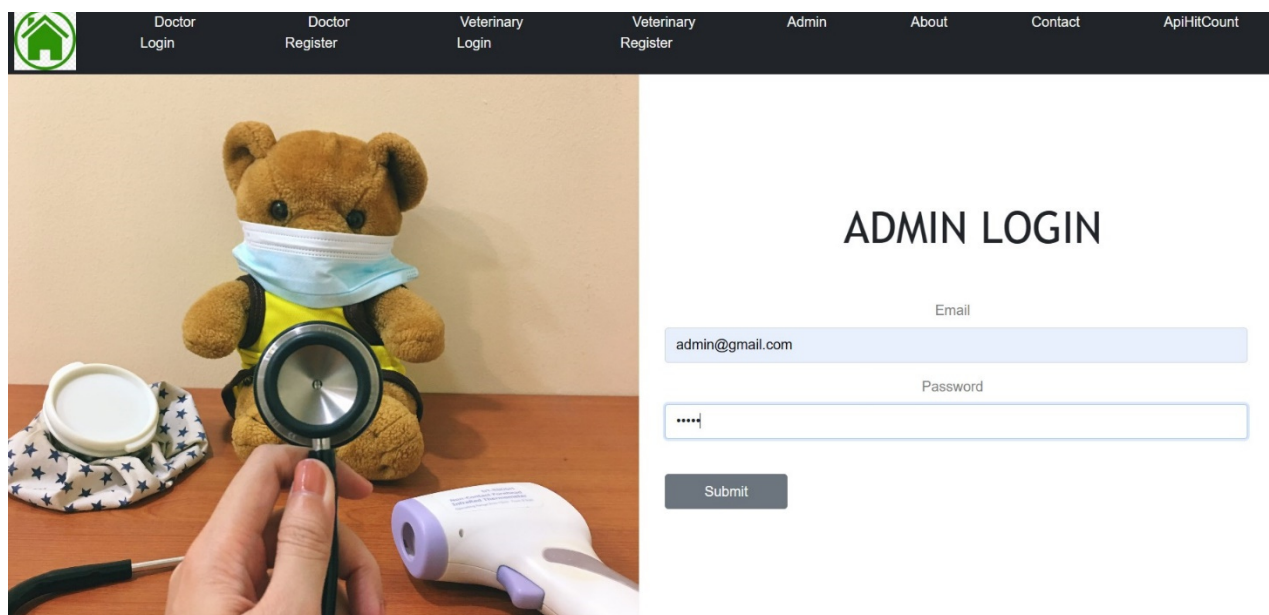 Doctor Login
Doctor Register
Veterinary Login
Veterinary Register
Admin
About
Contact
ApiHitCount
ADMIN LOGIN
Email
admin@gmail.com
Password
•••••
Submit